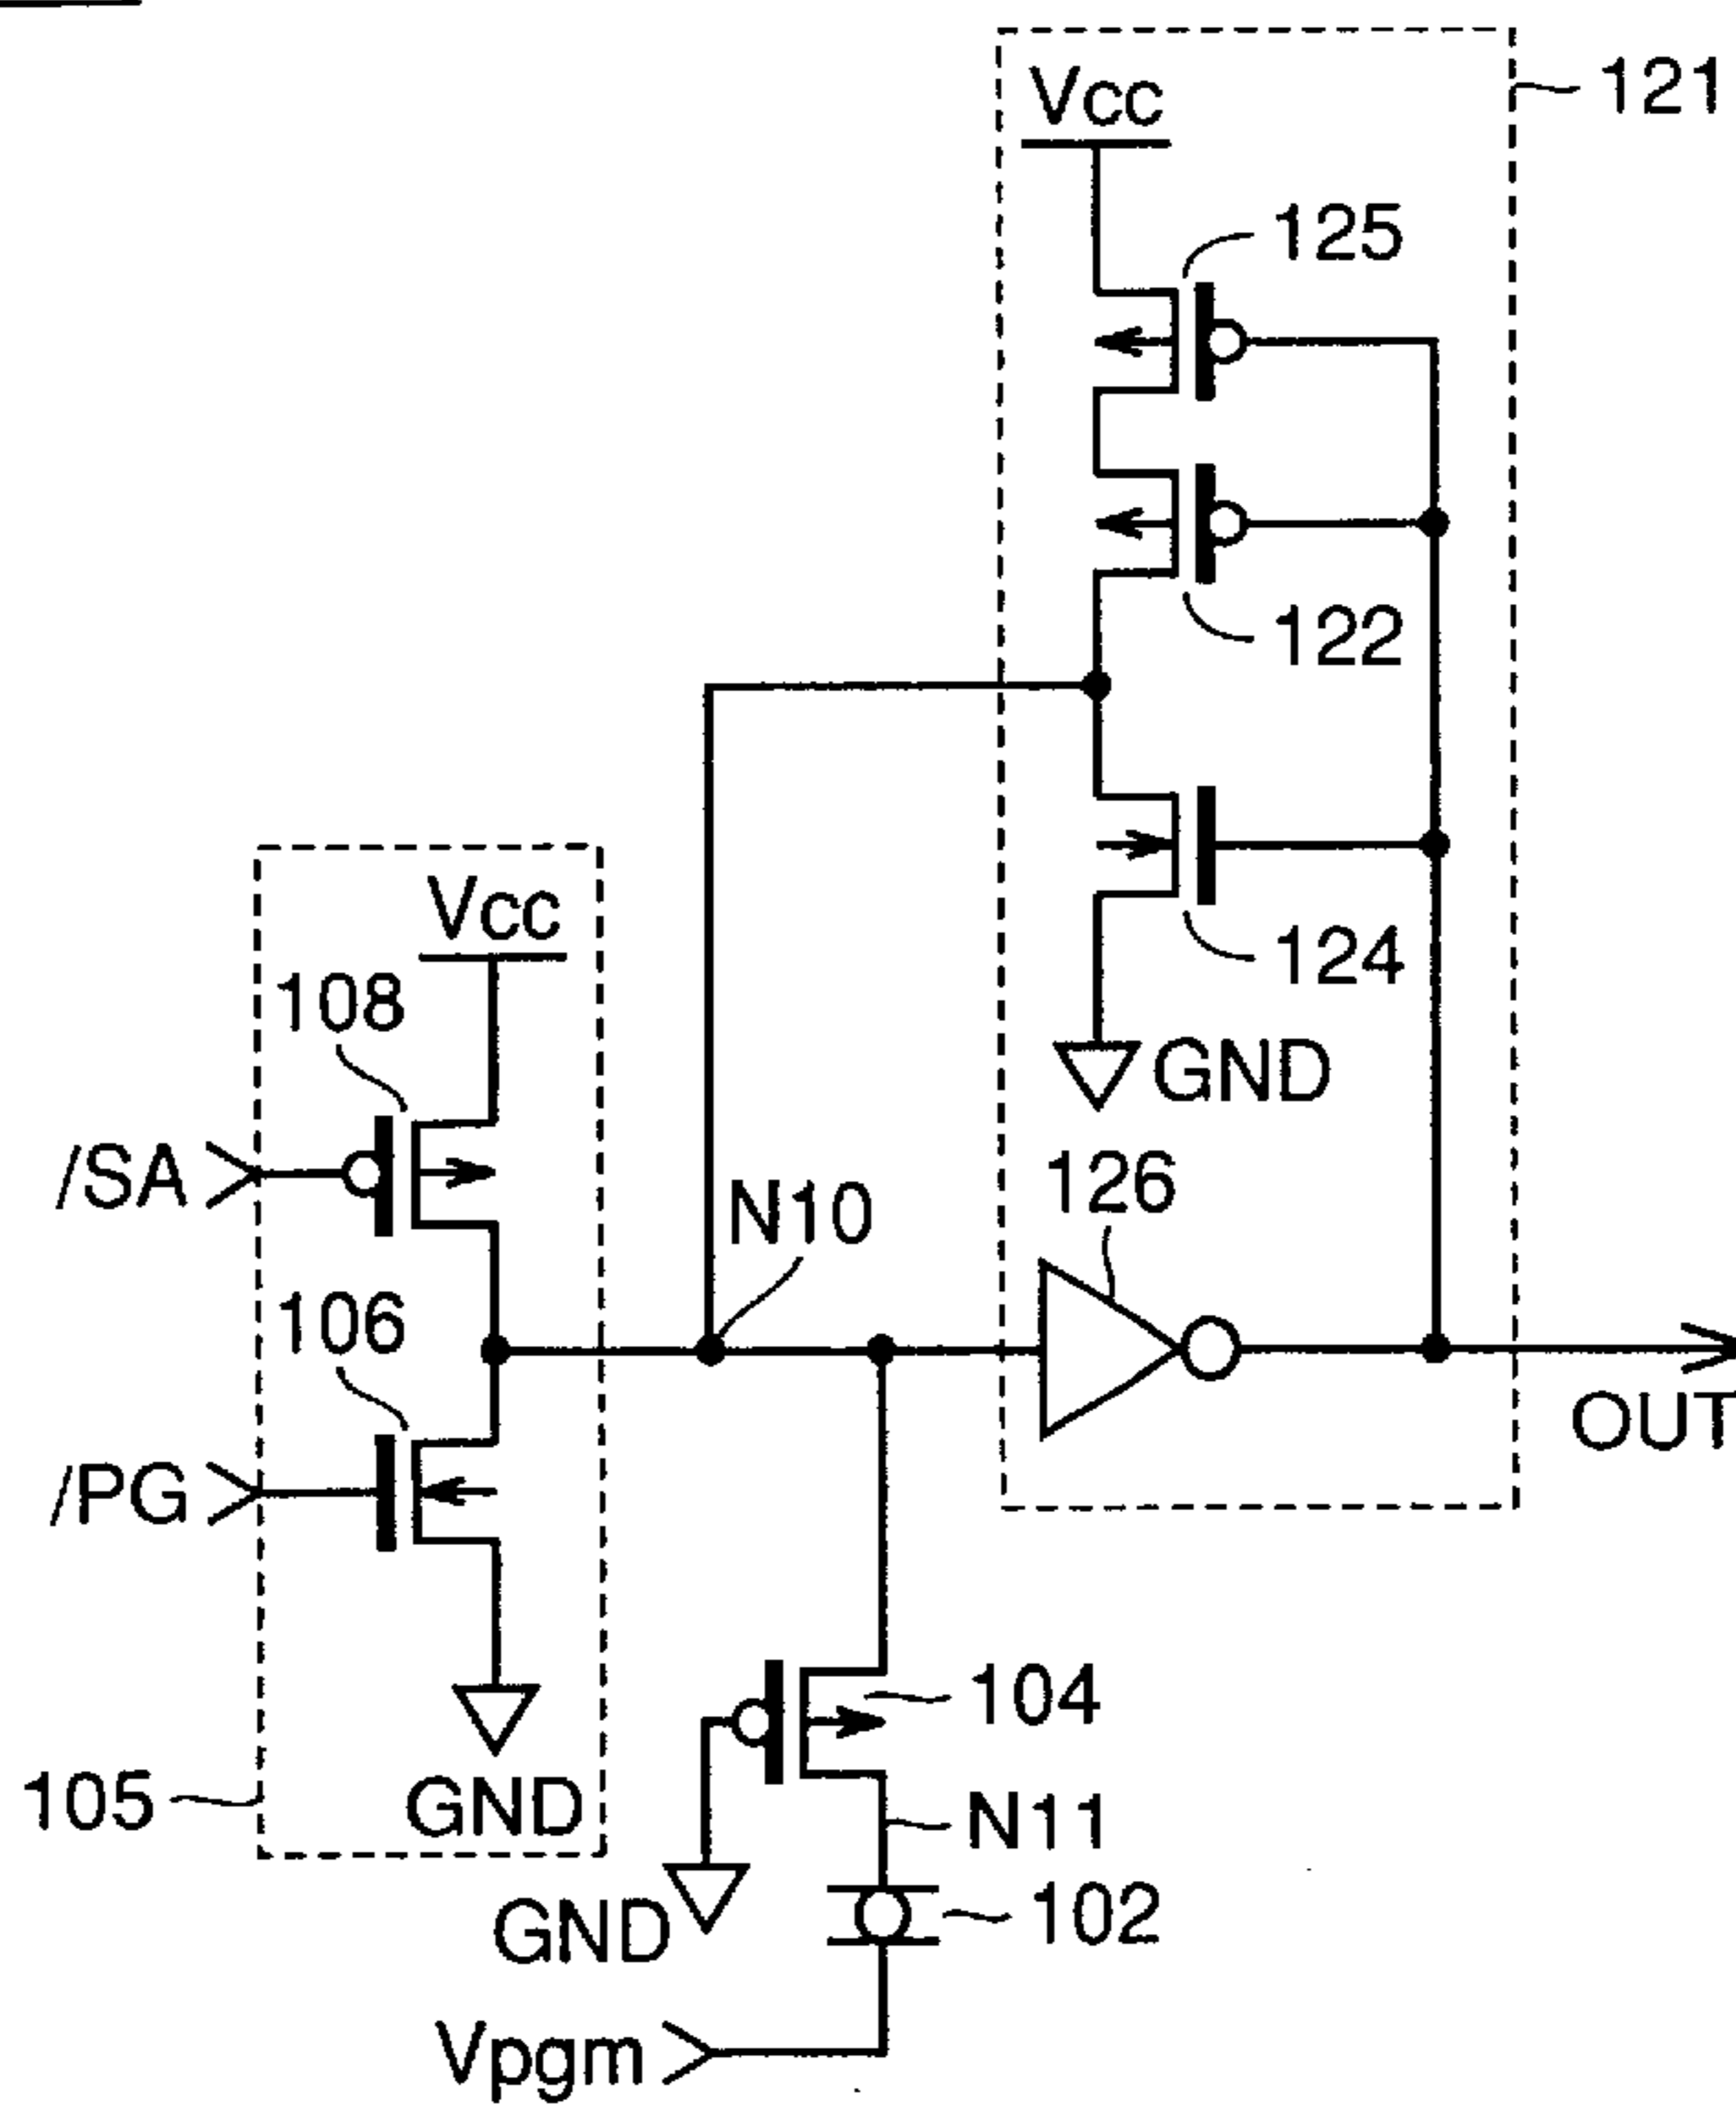 Vcc
121
125
122
124
GND
Vcc
108
/SA
N10
126
106
OUT
/PG
104
105
GND
N11
GND
102
Vpgm